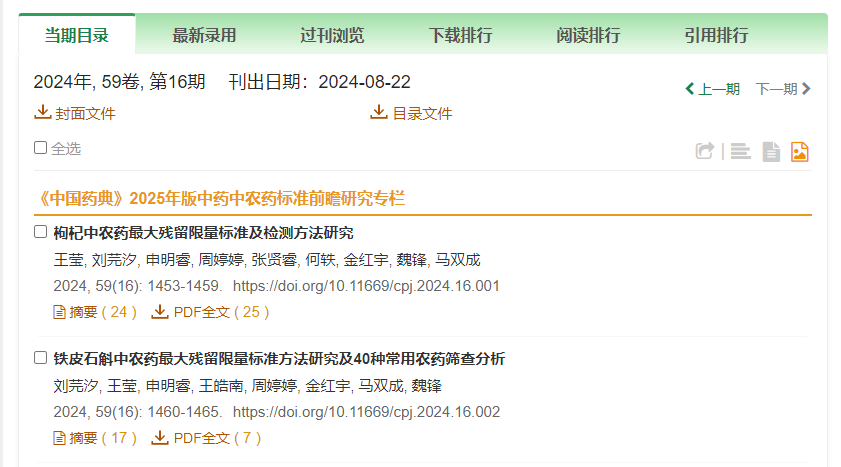 当期目录 最新录用 过刊浏览 下载排行 阅读排行 引用排行
2024年, 59卷, 第16期 刊出日期：2024-08-22 上一期 下一期
封面文件 目录文件
全选
《中国药典》2025年版中药中农药标准前瞻研究专栏
枸杞中农药最大残留限量标准及检测方法研究
王莹, 刘芫汐, 申明睿, 周婷婷, 张贤睿, 何轶, 金红宇, 魏锋, 马双成
2024, 59(16): 1453-1459. https://doi.org/10.11669/cpj.2024.16.001
摘要 ( 24 ) PDF全文 ( 25 )
铁皮石斛中农药最大残留限量标准方法研究及40种常用农药筛查分析
刘芫汐, 王莹, 申明睿, 王皓南, 周婷婷, 金红宇, 马双成, 魏锋
2024, 59(16): 1460-1465. https://doi.org/10.11669/cpj.2024.16.002
摘要 ( 17 ) PDF全文 ( 7 )